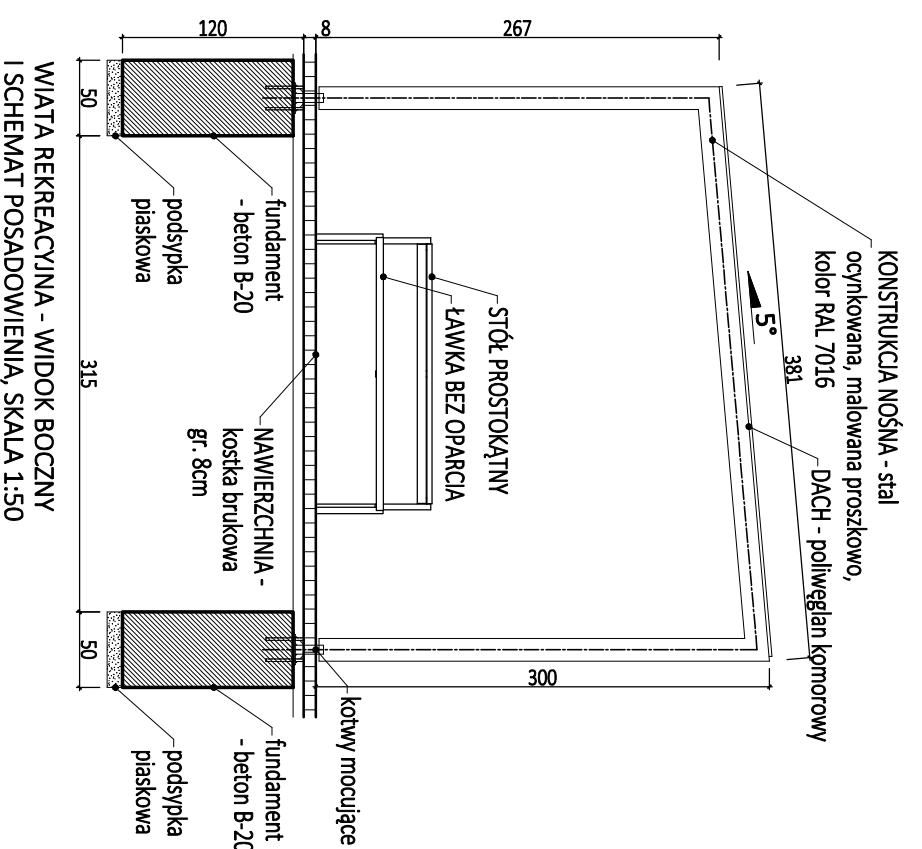 KONSTRUKCJA NOŚNA - stal
ocynkowana, malowana proszkowo,
kolor RAL 7016
DACH - poliwęglan komorowy
381
5°
STÓŁ PROSTOKĄTNY
ŁAWKA BEZ OPARCIA
267
300
8
120
kotwy mocujące
NAWIERZCHNIA -
kostka brukowa
gr. 8cm
fundament
- beton B-20
podsypka
piaskowa
fundament
- beton B-20
podsypka
piaskowa
50
315
50
WIATA REKREACYJNA - WIDOK BOCZNY
I SCHEMAT POSADOWIENIA, SKALA 1:50